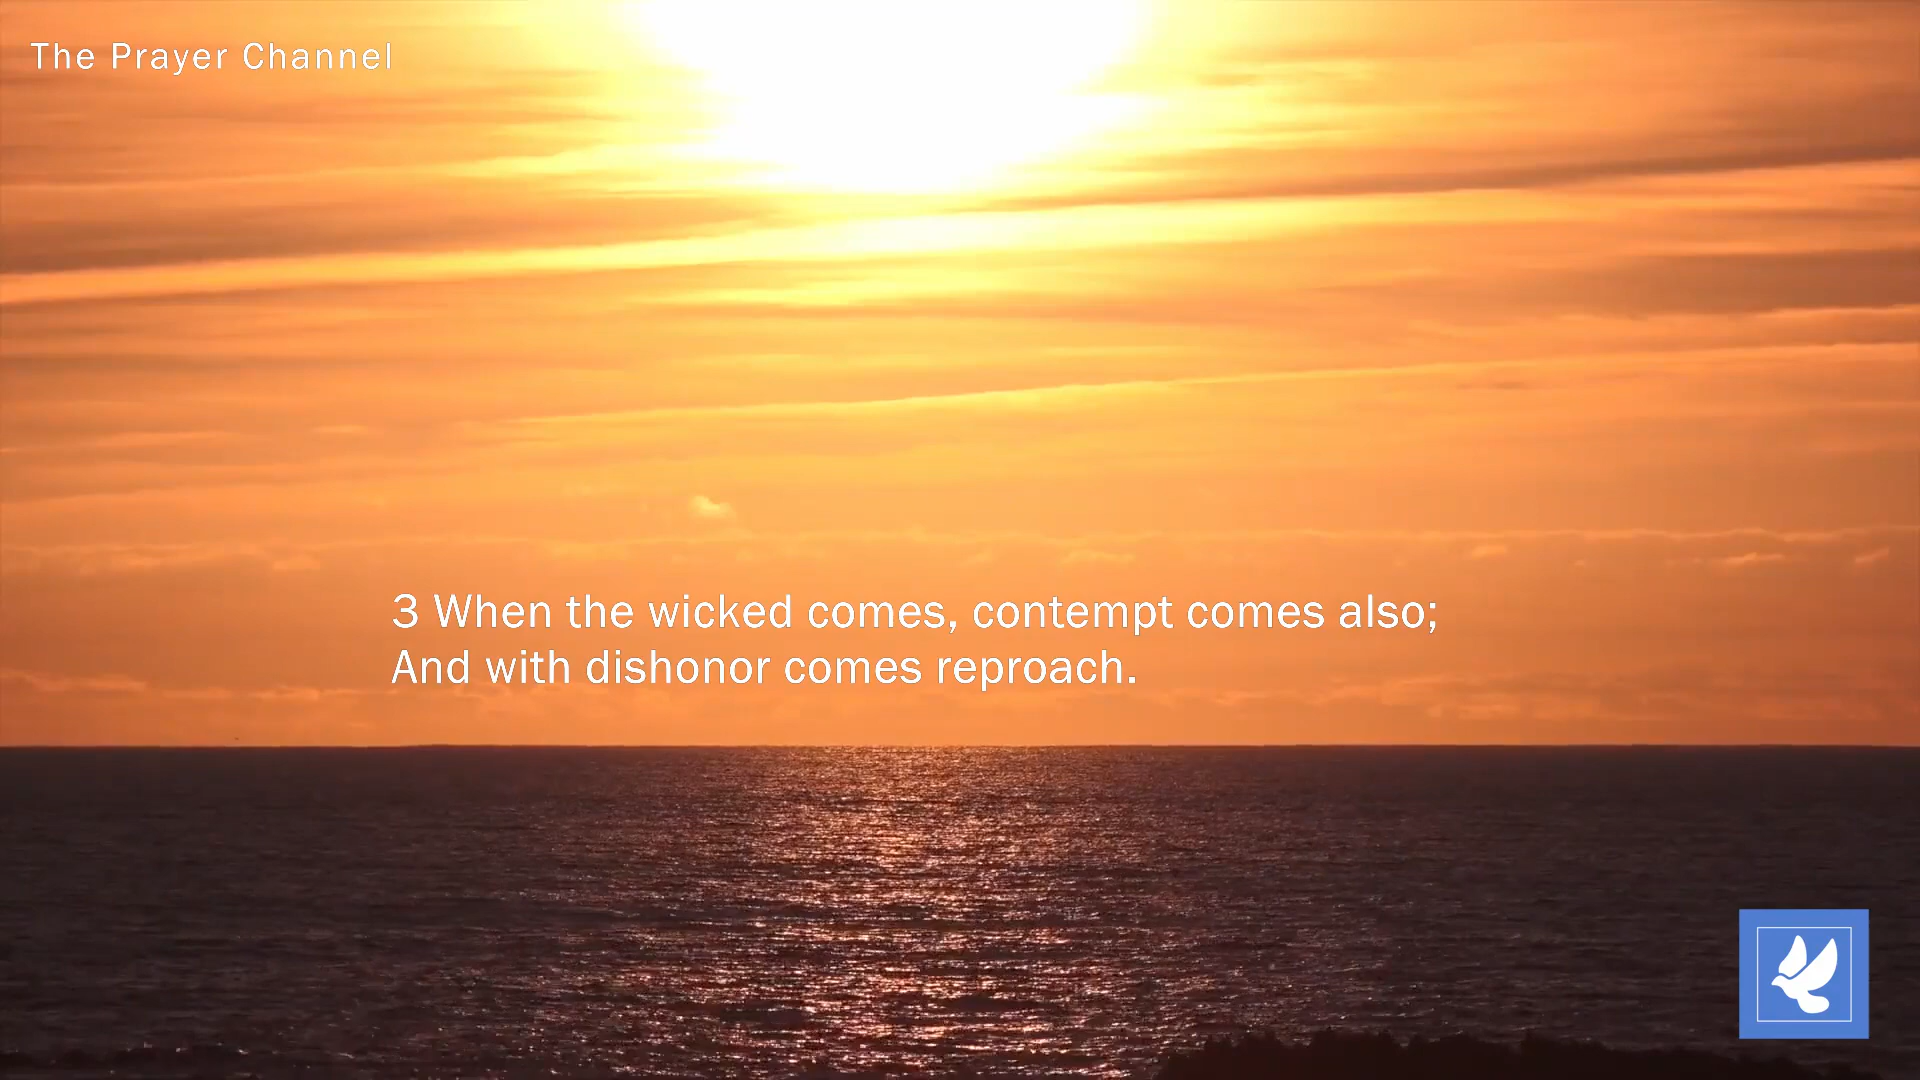 The Prayer Channel
3 When the wicked comes, contempt comes also;
And with dishonor comes reproach.